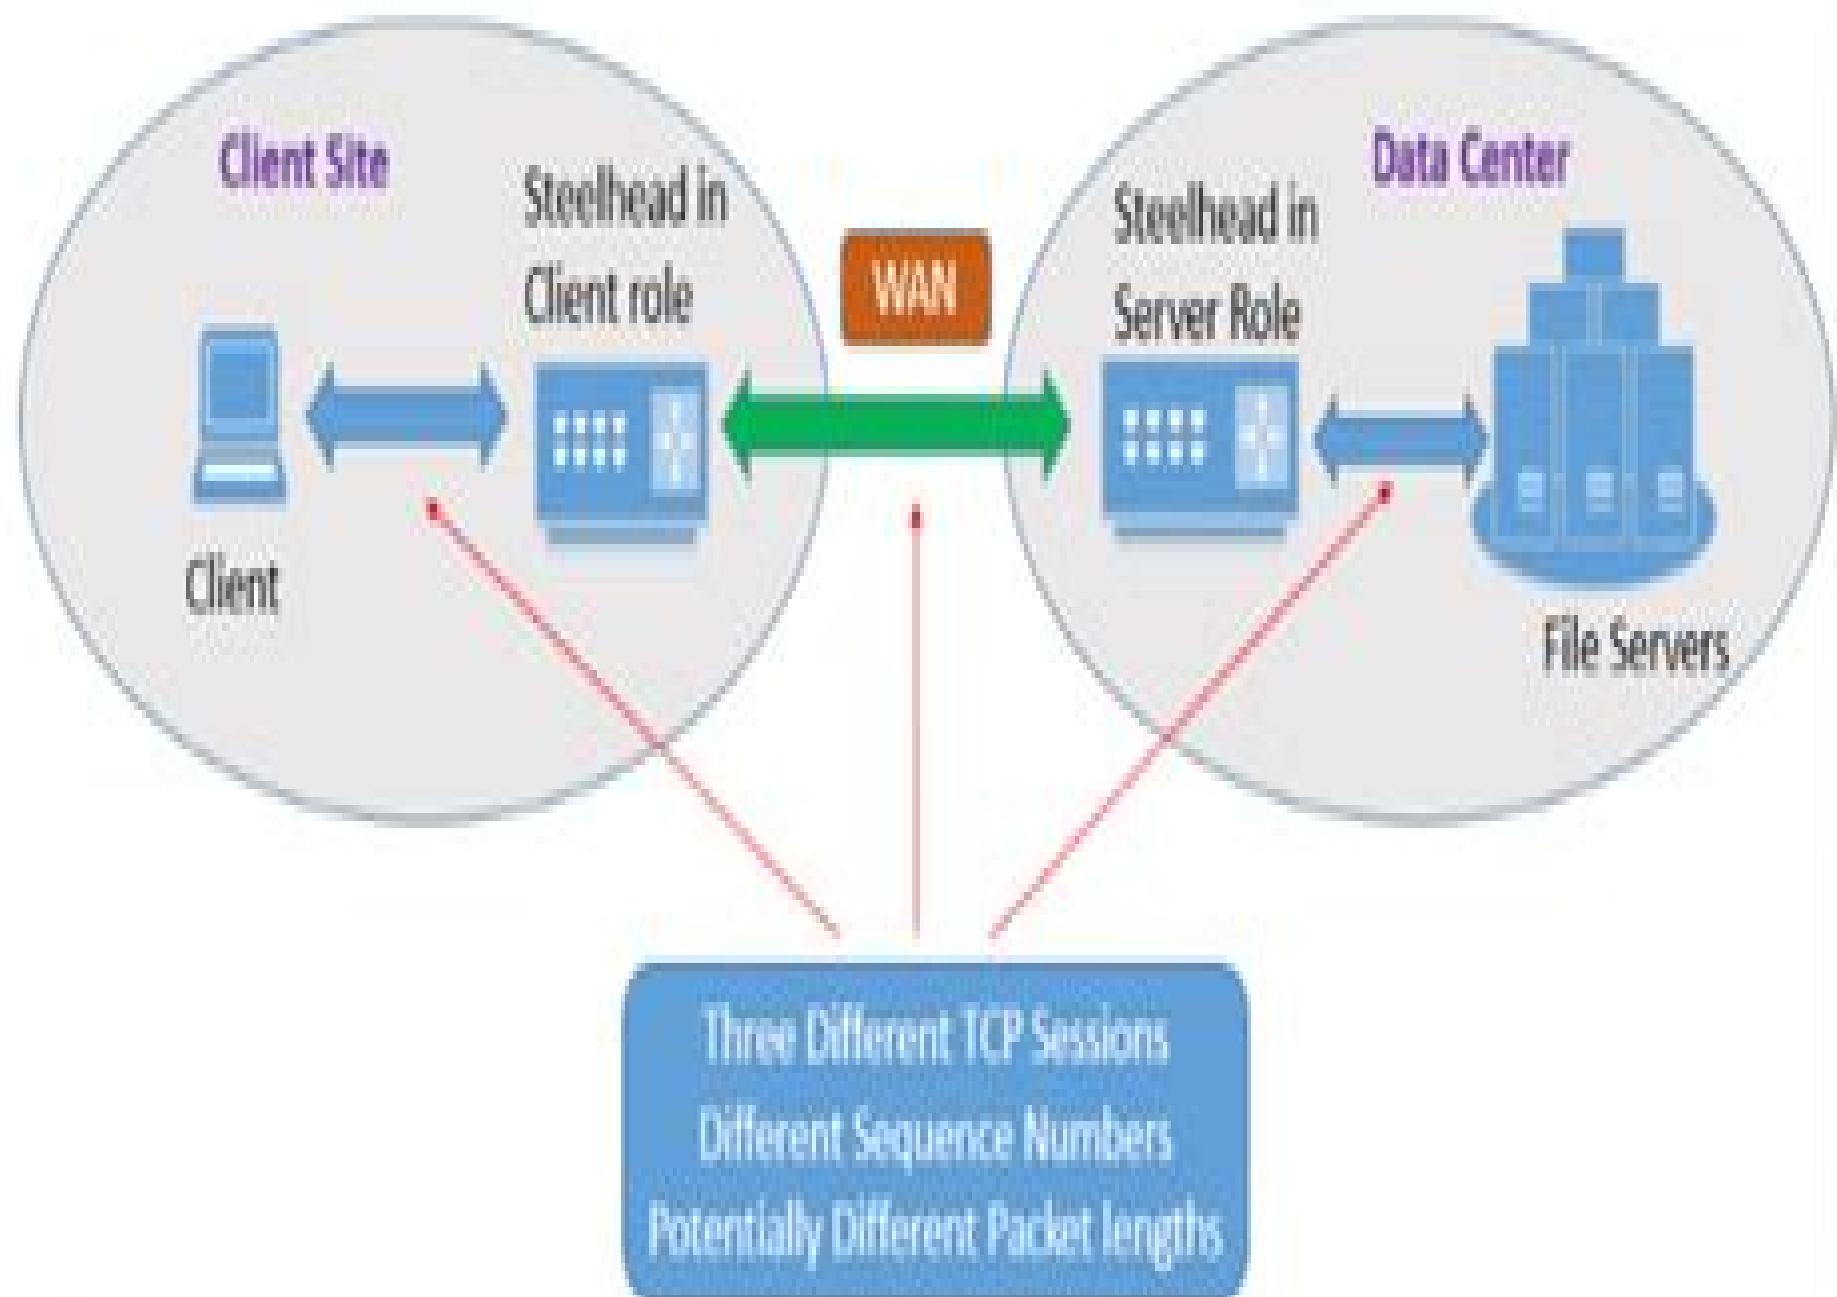 Client Site
Steelhead in
Client role
WAN
Steelhead in
Server Role
Data Center
Client
File Servers
Three Different TCP Sessions
Different Sequence Numbers
Potentially Different Packet lengths